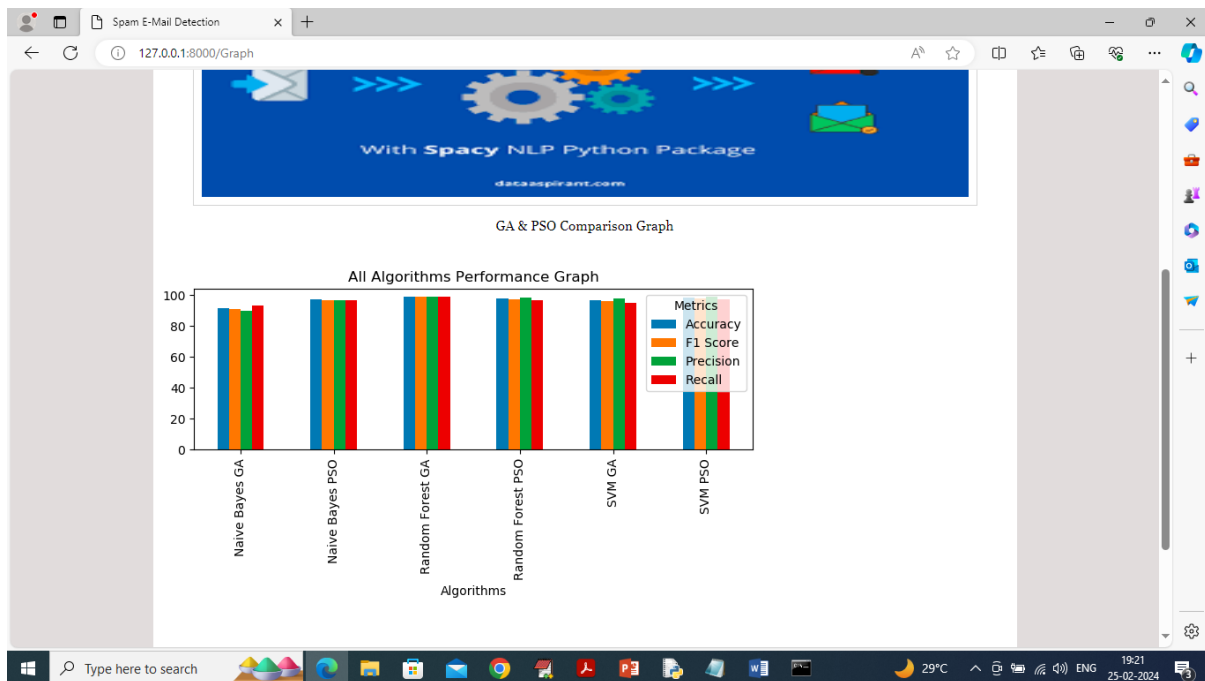 Spam E-Mail Detection
127.0.0.1:8000/Graph
With Spacy NLP Python Package
dataaspirant.com
GA & PSO Comparison Graph
All Algorithms Performance Graph
100
80
60
40
20
0
Metrics
Accuracy
F1 Score
Precision
Recall
Naive Bayes GA
Naive Bayes PSO
Random Forest GA
Random Forest PSO
SVM GA
SVM PSO
Algorithms
Type here to search
29°C
ENG
19:21
25-02-2024
3